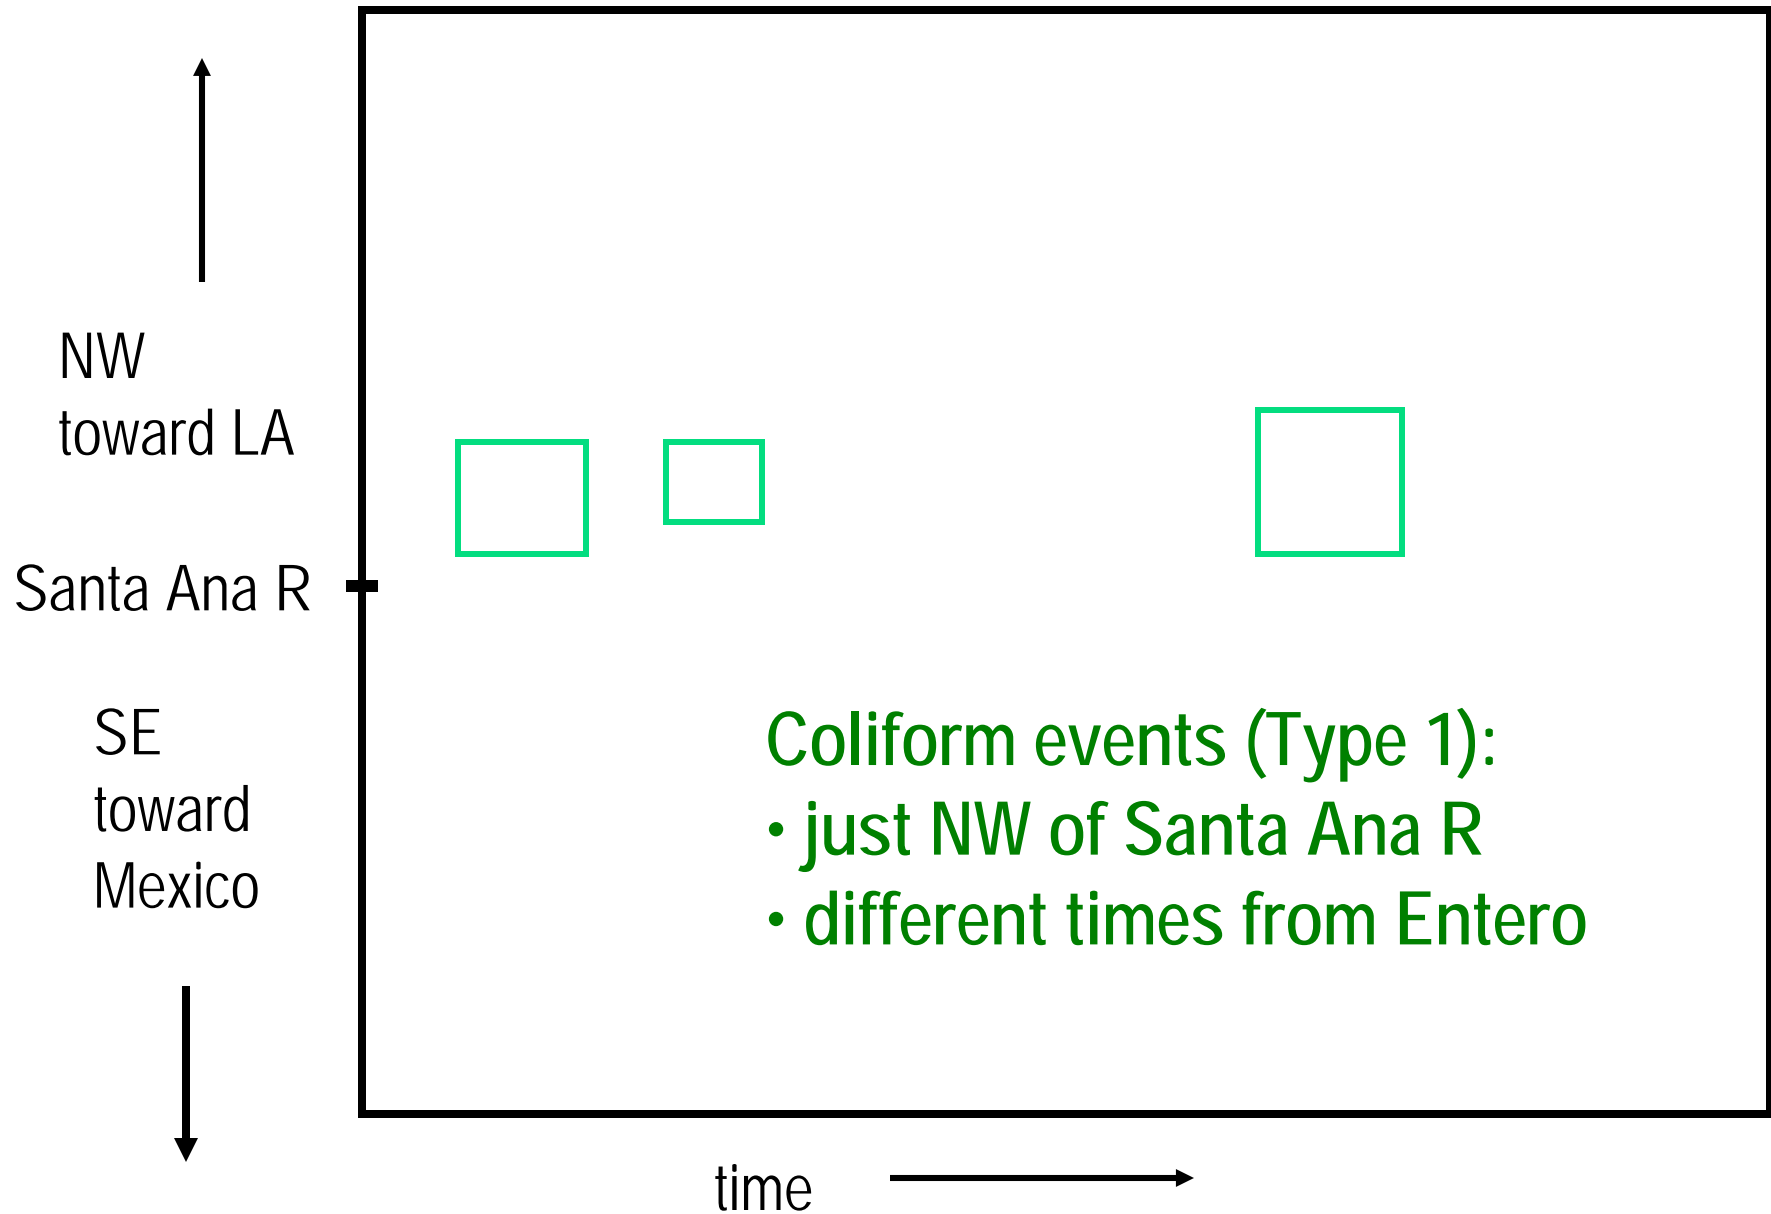 NW
toward LA
Santa Ana R
SE
toward
Mexico
Coliform events (Type 1):
• just NW of Santa Ana R
• different times from Entero
time